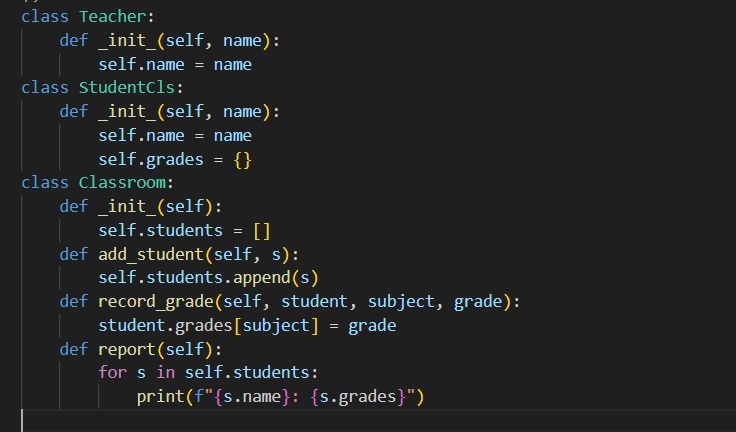 class Teacher:
    def _init_(self, name):
        self.name = name
class StudentCls:
    def _init_(self, name):
        self.name = name
        self.grades = {}
class Classroom:
    def _init_(self):
        self.students = []
    def add_student(self, s):
        self.students.append(s)
    def record_grade(self, student, subject, grade):
        student.grades[subject] = grade
    def report(self):
        for s in self.students:
            print(f"{s.name}: {s.grades}")